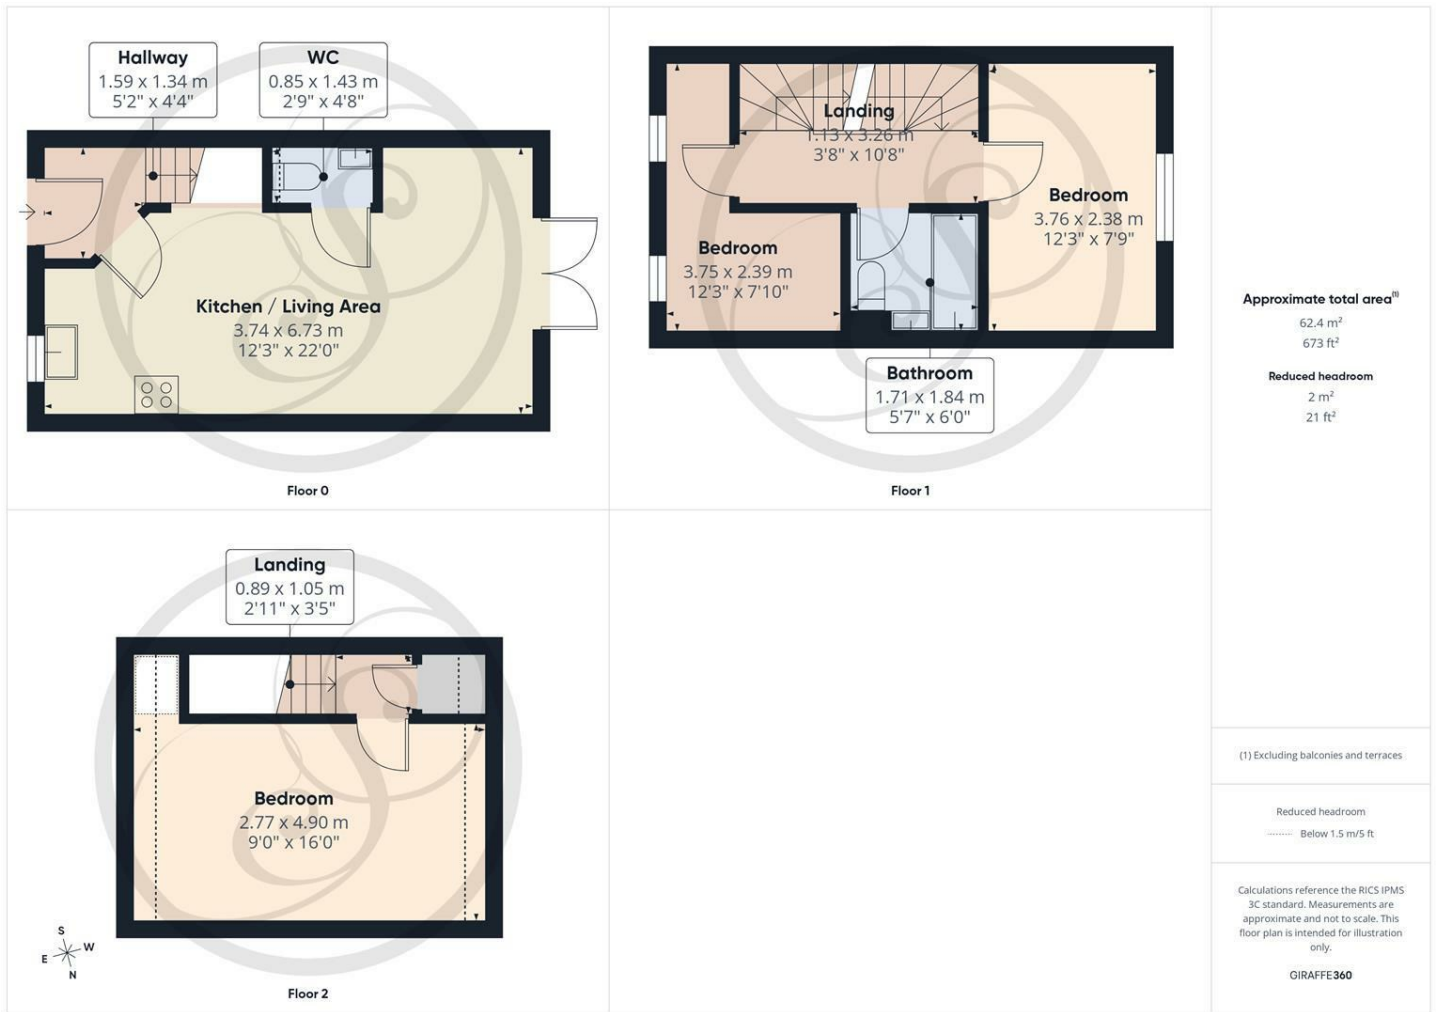 Hallway
1.59 x 1.34 m
5'2" x 4'4"
WC
0.85 x 1.43 m
2'9" x 4'8"
Kitchen / Living Area
3.74 x 6.73 m
12'3" x 22'0"
Floor 0
Landing
1.13 x 3.26 m
3'8" x 10'8"
Bedroom
3.76 x 2.38 m
12'3" x 7'9"
Bedroom
3.75 x 2.39 m
12'3" x 7'10"
Bathroom
1.71 x 1.84 m
5'7" x 6'0"
Floor 1
Landing
0.89 x 1.05 m
2'11" x 3'5"
Bedroom
2.77 x 4.90 m
9'0" x 16'0"
S
W
E
N
Floor 2
Approximate total area(1)
62.4 m²
673 ft²
Reduced headroom
2 m²
21 ft²
(1) Excluding balconies and terraces
Reduced headroom
Below 1.5 m/5 ft
Calculations reference the RICS IPMS
3C standard. Measurements are
approximate and not to scale. This
floor plan is intended for illustration
only.
GIRAFFE360